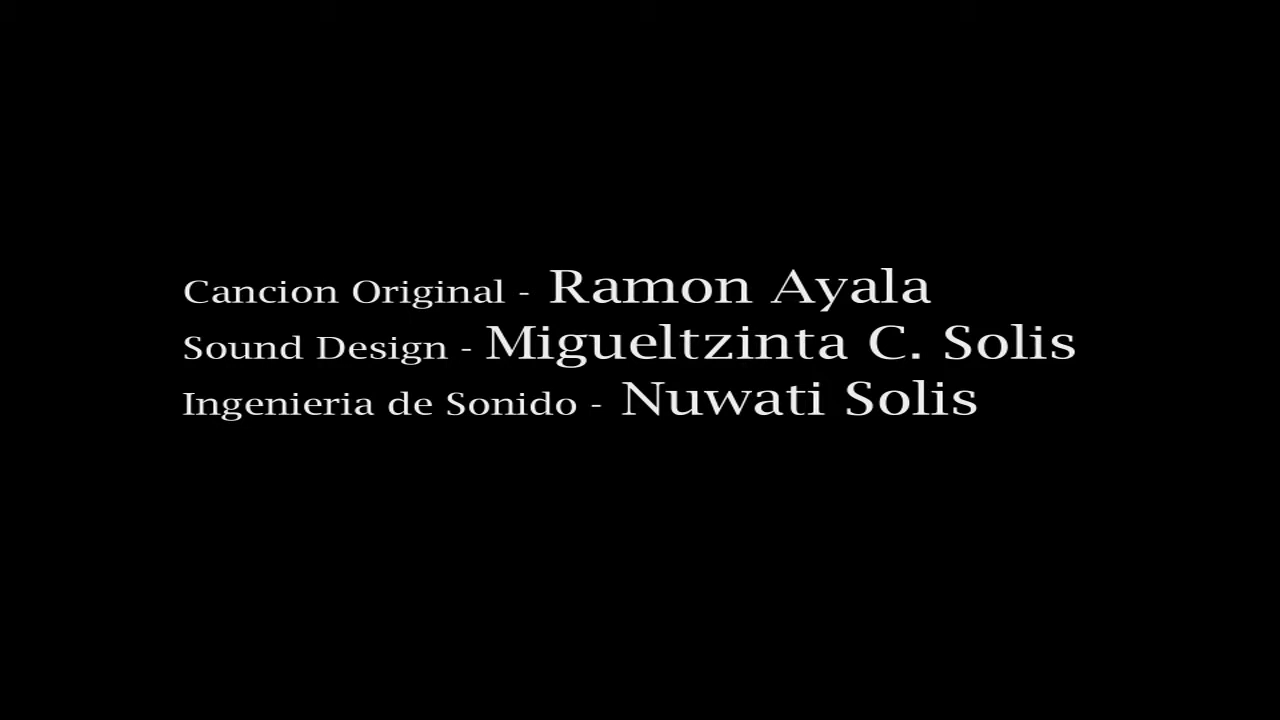 Cancion Original - Ramon Ayala
Sound Design - Migueltzinta C. Solis
Ingenieria de Sonido - Nuwati Solis